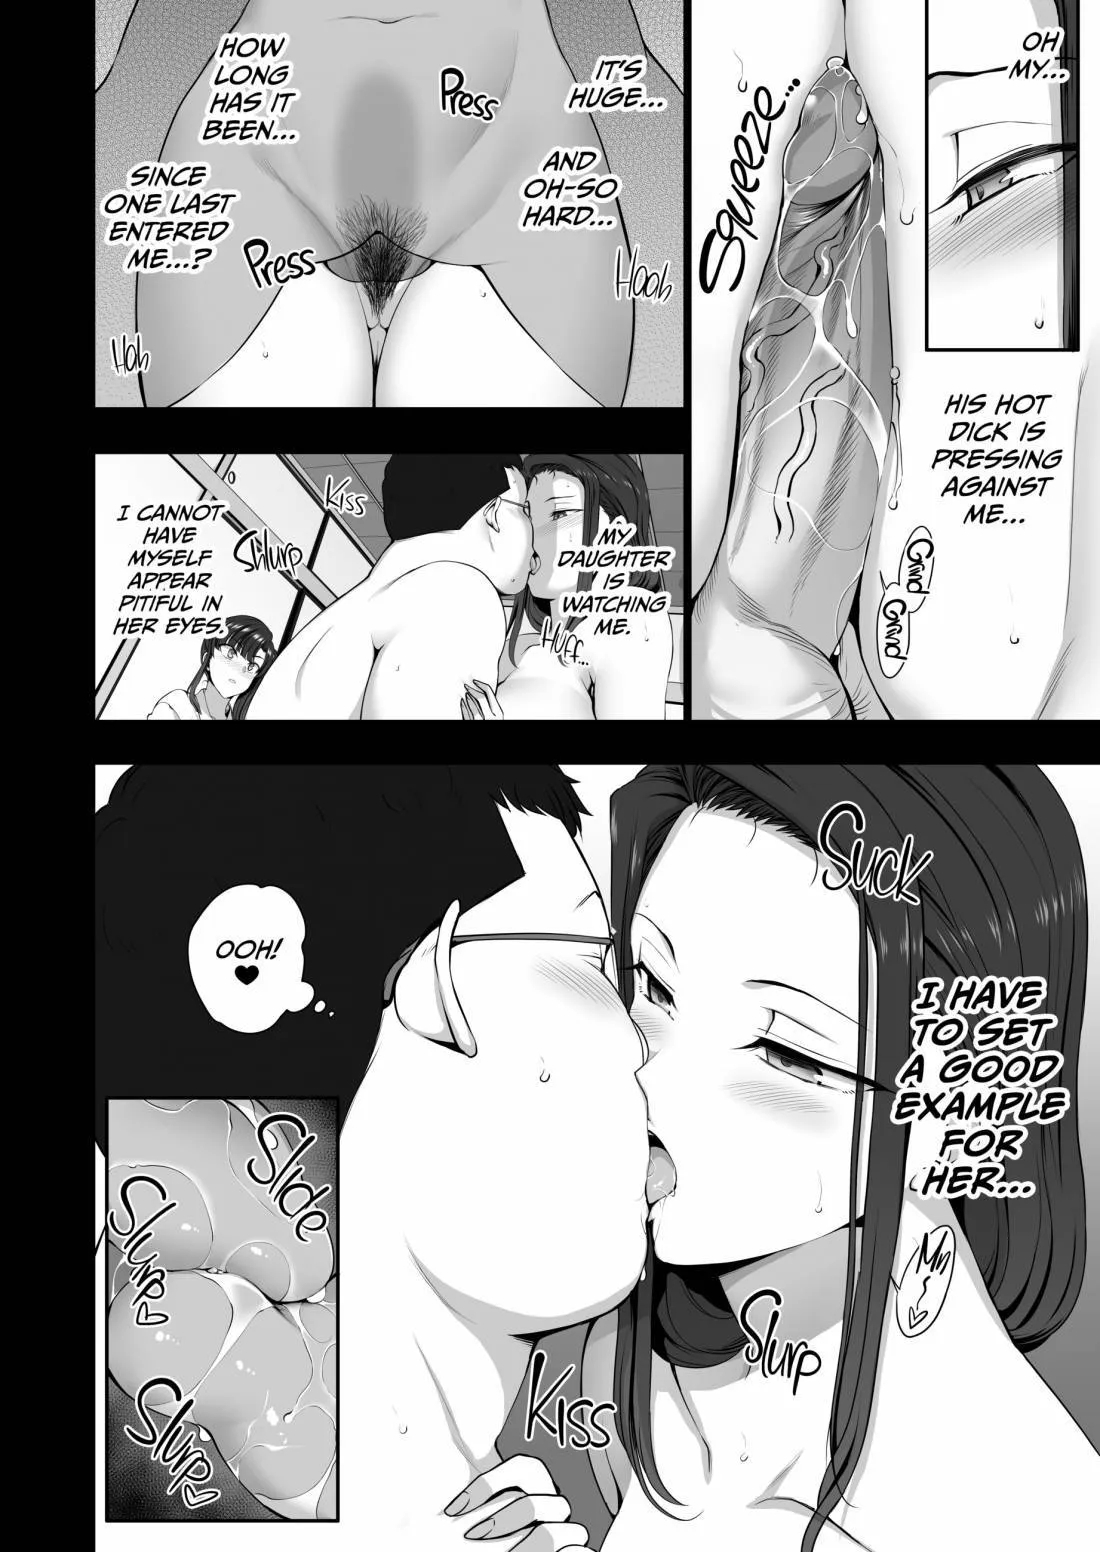 OH
MY...
Squeeze...
HIS HOT
DICK IS
PRESSING
AGAINST
ME...
Grind
Grind
IT'S
HUGE...
AND
OH-SO
HARD...
Press
HOW
LONG
HAS IT
BEEN...
SINCE
ONE LAST
ENTERED
ME...?
Press
Hooh
Hah
MY
DAUGHTER
IS
WATCHING
ME.
Kiss
Shlurp
Huff...
I CANNOT
HAVE
MYSELF
APPEAR
PITIFUL IN
HER EYES.
Suck
I HAVE
TO SET
A GOOD
EXAMPLE
FOR
HER...
Mn~
OOH!
♥
Slurp
Kiss
Slide
Slurp♡
Slurp♡